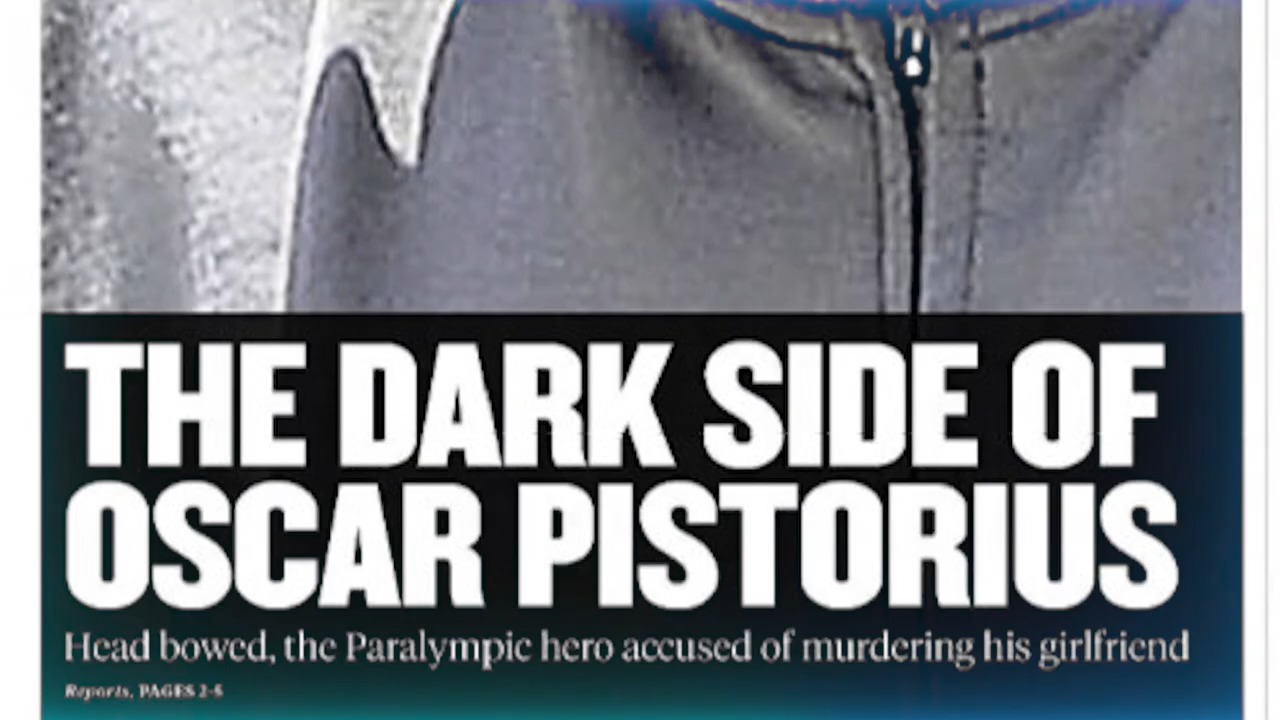 THE DARK SIDE OF
OSCAR PISTORIUS
Head bowed, the Paralympic hero accused of murdering his girlfriend
Reports, PAGES 2-5